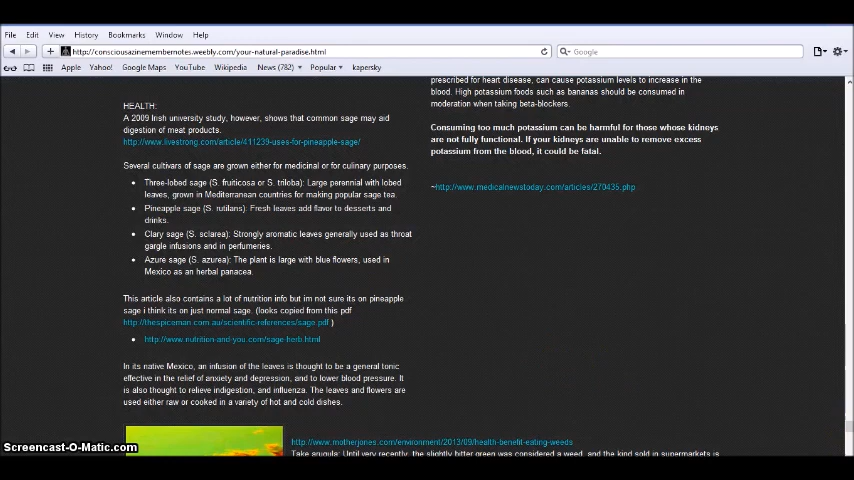 File Edit View History Bookmarks Window Help
http://consciousazinemembernotes.weebly.com/your-natural-paradise.html
Google
Apple Yahoo! Google Maps YouTube Wikipedia News (782) Popular kapersky
HEALTH:
A 2009 Irish university study, however, shows that common sage may aid
digestion of meat products.
http://www.livestrong.com/article/411239-uses-for-pineapple-sage/
Several cultivars of sage are grown either for medicinal or for culinary purposes.
• Three-lobed sage (S. fruiticosa or S. triloba): Large perennial with lobed
leaves, grown in Mediterranean countries for making popular sage tea.
• Pineapple sage (S. rutilans): Fresh leaves add flavor to desserts and
drinks.
• Clary sage (S. sclarea): Strongly aromatic leaves generally used as throat
gargle infusions and in perfumeries.
• Azure sage (S. azurea): The plant is large with blue flowers, used in
Mexico as an herbal panacea.
This article also contains a lot of nutrition info but im not sure its on pineapple
sage i think its on just normal sage. (looks copied from this pdf
http://thespiceman.com.au/scientific-references/sage.pdf )
• http://www.nutrition-and-you.com/sage-herb.html
In its native Mexico, an infusion of the leaves is thought to be a general tonic
effective in the relief of anxiety and depression, and to lower blood pressure. It
is also thought to relieve indigestion, and influenza. The leaves and flowers are
used either raw or cooked in a variety of hot and cold dishes.
prescribed for heart disease, can cause potassium levels to increase in the
blood. High potassium foods such as bananas should be consumed in
moderation when taking beta-blockers.
Consuming too much potassium can be harmful for those whose kidneys
are not fully functional. If your kidneys are unable to remove excess
potassium from the blood, it could be fatal.
~http://www.medicalnewstoday.com/articles/270435.php
http://www.motherjones.com/environment/2013/09/health-benefit-eating-weeds
Take arugula: Until very recently, the slightly bitter green was considered a weed, and the kind sold in supermarkets is
Screencast-O-Matic.com